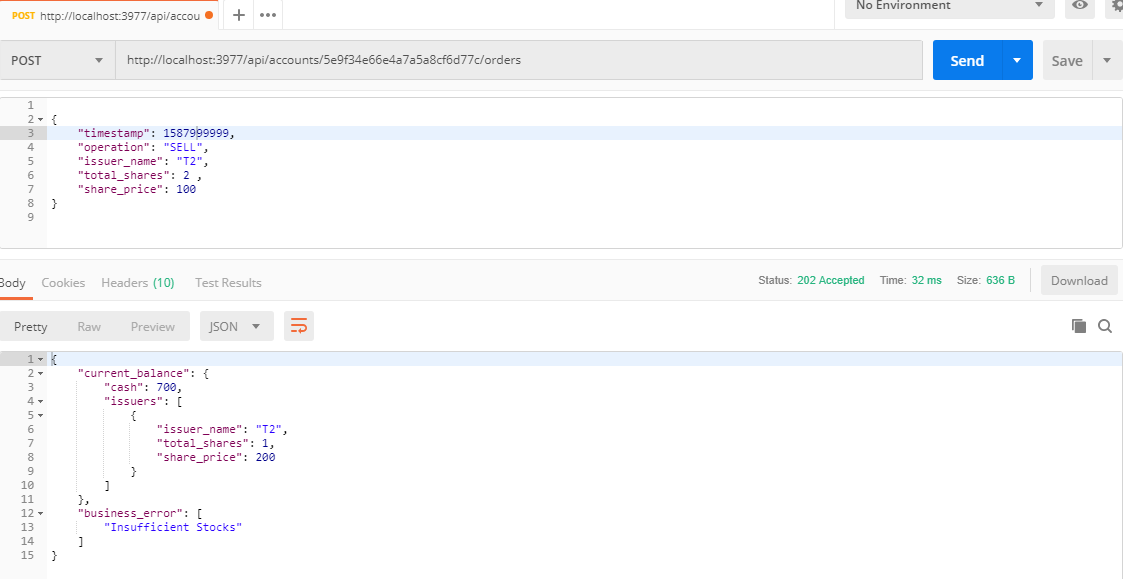 POST http://localhost:3977/api/accou
No Environment
POST http://localhost:3977/api/accounts/5e9f34e66e4a7a5a8cf6d77c/orders Send Save
1
2 {
3 "timestamp": 1587999999,
4 "operation": "SELL",
5 "issuer_name": "T2",
6 "total_shares": 2 ,
7 "share_price": 100
8 }
9
Body Cookies Headers (10) Test Results Status: 202 Accepted Time: 32 ms Size: 636 B Download
Pretty Raw Preview JSON
1 {
2 "current_balance": {
3 "cash": 700,
4 "issuers": [
5 {
6 "issuer_name": "T2",
7 "total_shares": 1,
8 "share_price": 200
9 }
10 ]
11 },
12 "business_error": [
13 "Insufficient Stocks"
14 ]
15 }